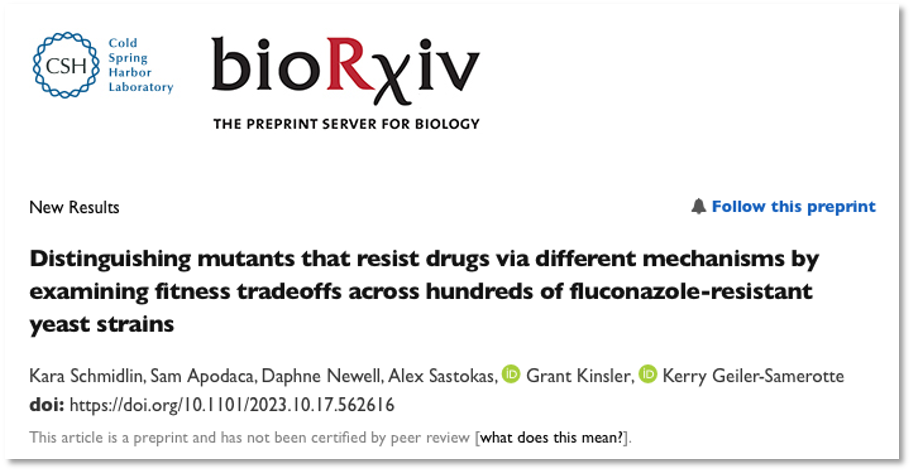 CSH
Cold
Spring
Harbor
Laboratory
bioRχiv
THE PREPRINT SERVER FOR BIOLOGY
New Results
Follow this preprint
Distinguishing mutants that resist drugs via different mechanisms by
examining fitness tradeoffs across hundreds of fluconazole-resistant
yeast strains
Kara Schmidlin, Sam Apodaca, Daphne Newell, Alex Sastokas, iD Grant Kinsler, iD Kerry Geiler-Samerotte
doi: https://doi.org/10.1101/2023.10.17.562616
This article is a preprint and has not been certified by peer review [what does this mean?].